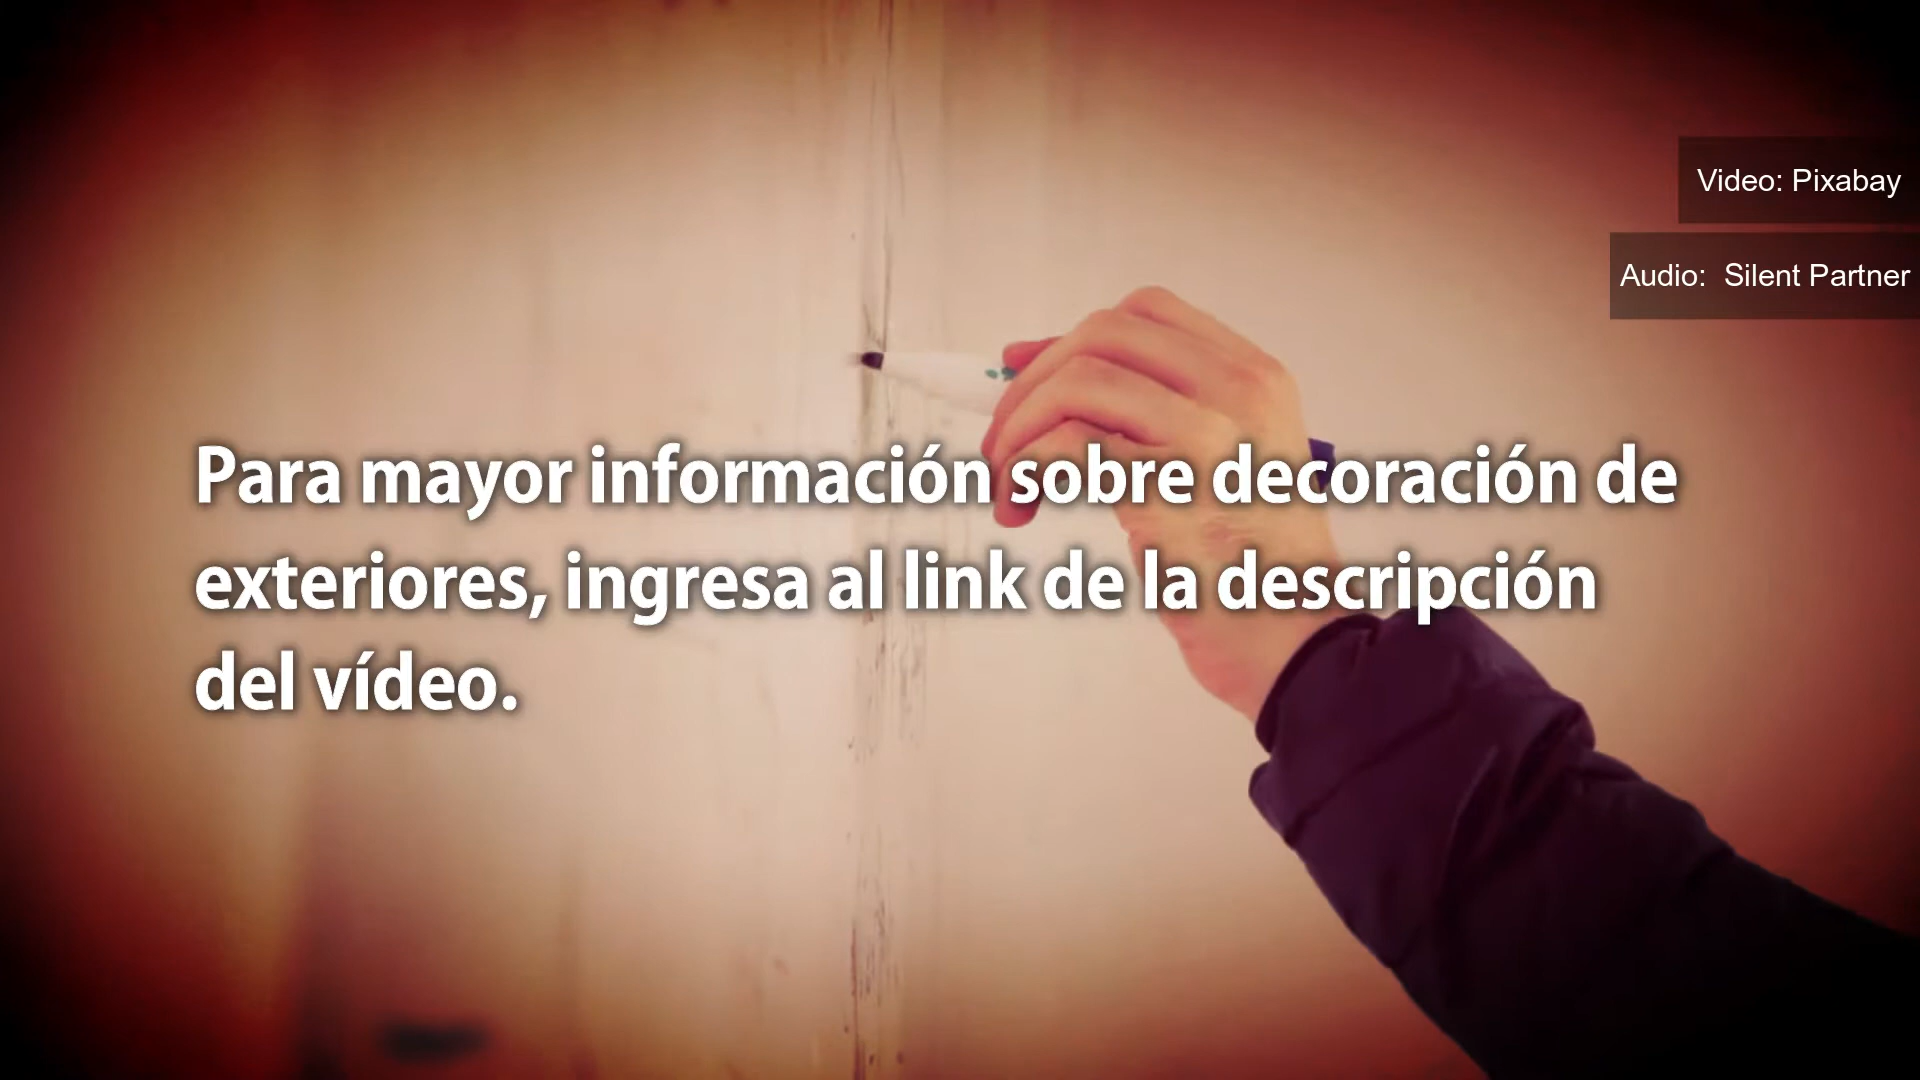 Video: Pixabay
Audio:  Silent Partner
Para mayor información sobre decoración de
exteriores, ingresa al link de la descripción
del vídeo.